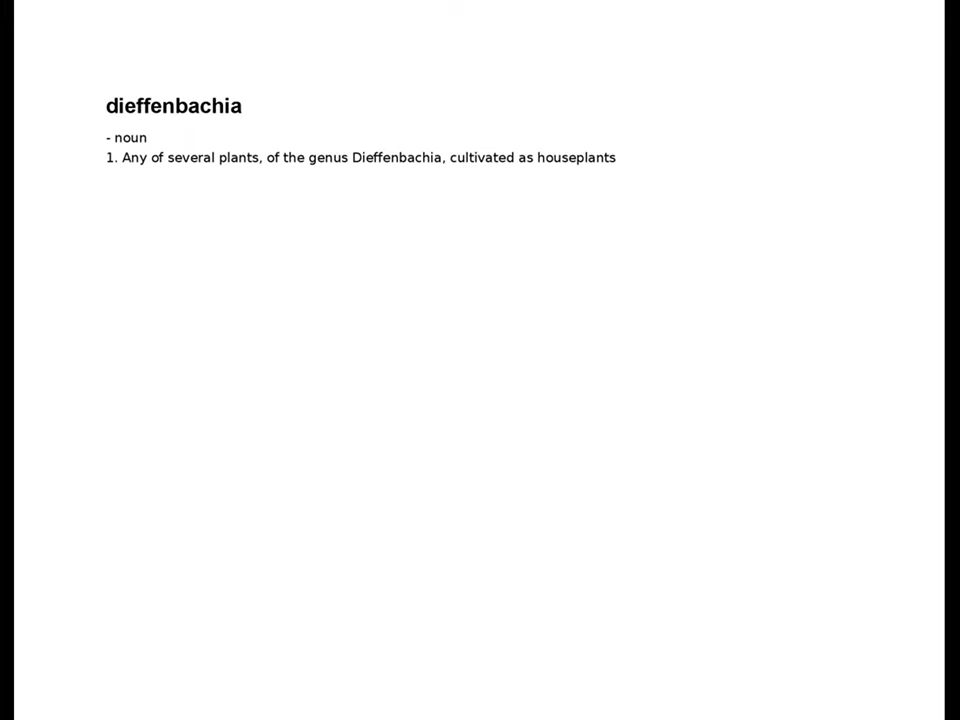 dieffenbachia
- noun
1. Any of several plants, of the genus Dieffenbachia, cultivated as houseplants